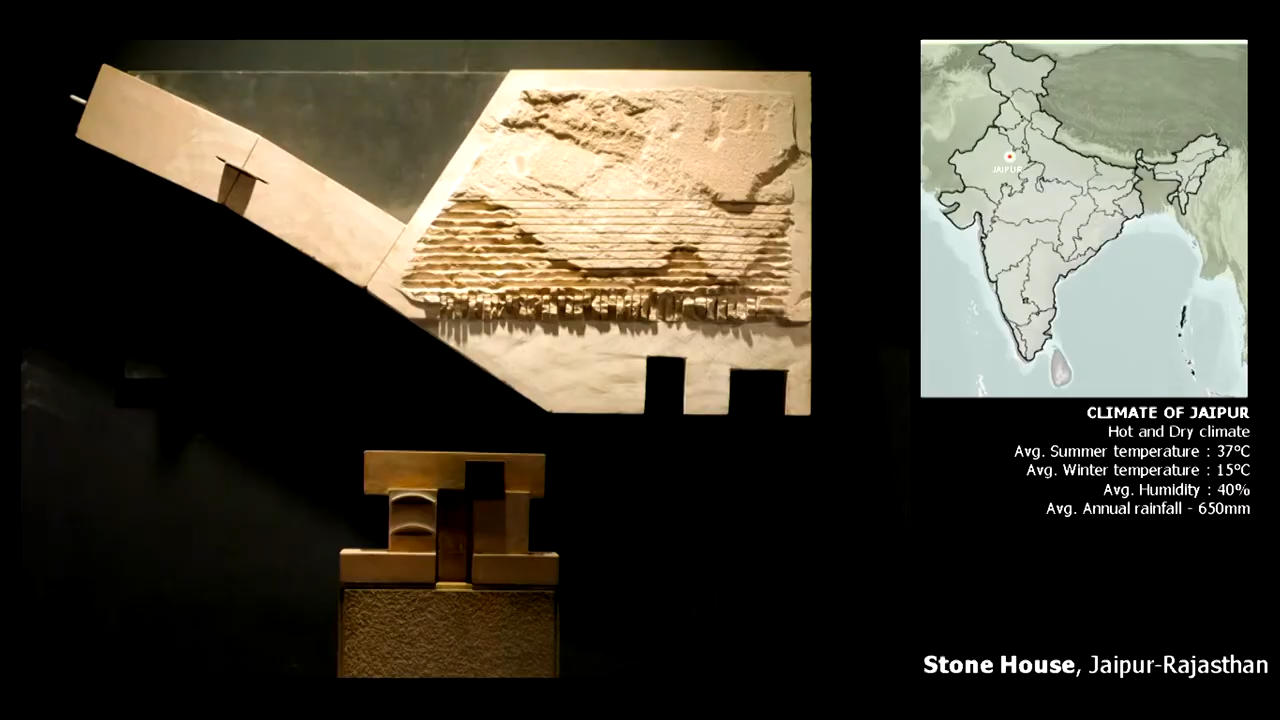 JAIPUR
CLIMATE OF JAIPUR
Hot and Dry climate
Avg. Summer temperature : 37°C
Avg. Winter temperature : 15°C
Avg. Humidity : 40%
Avg. Annual rainfall - 650mm
Stone House, Jaipur-Rajasthan